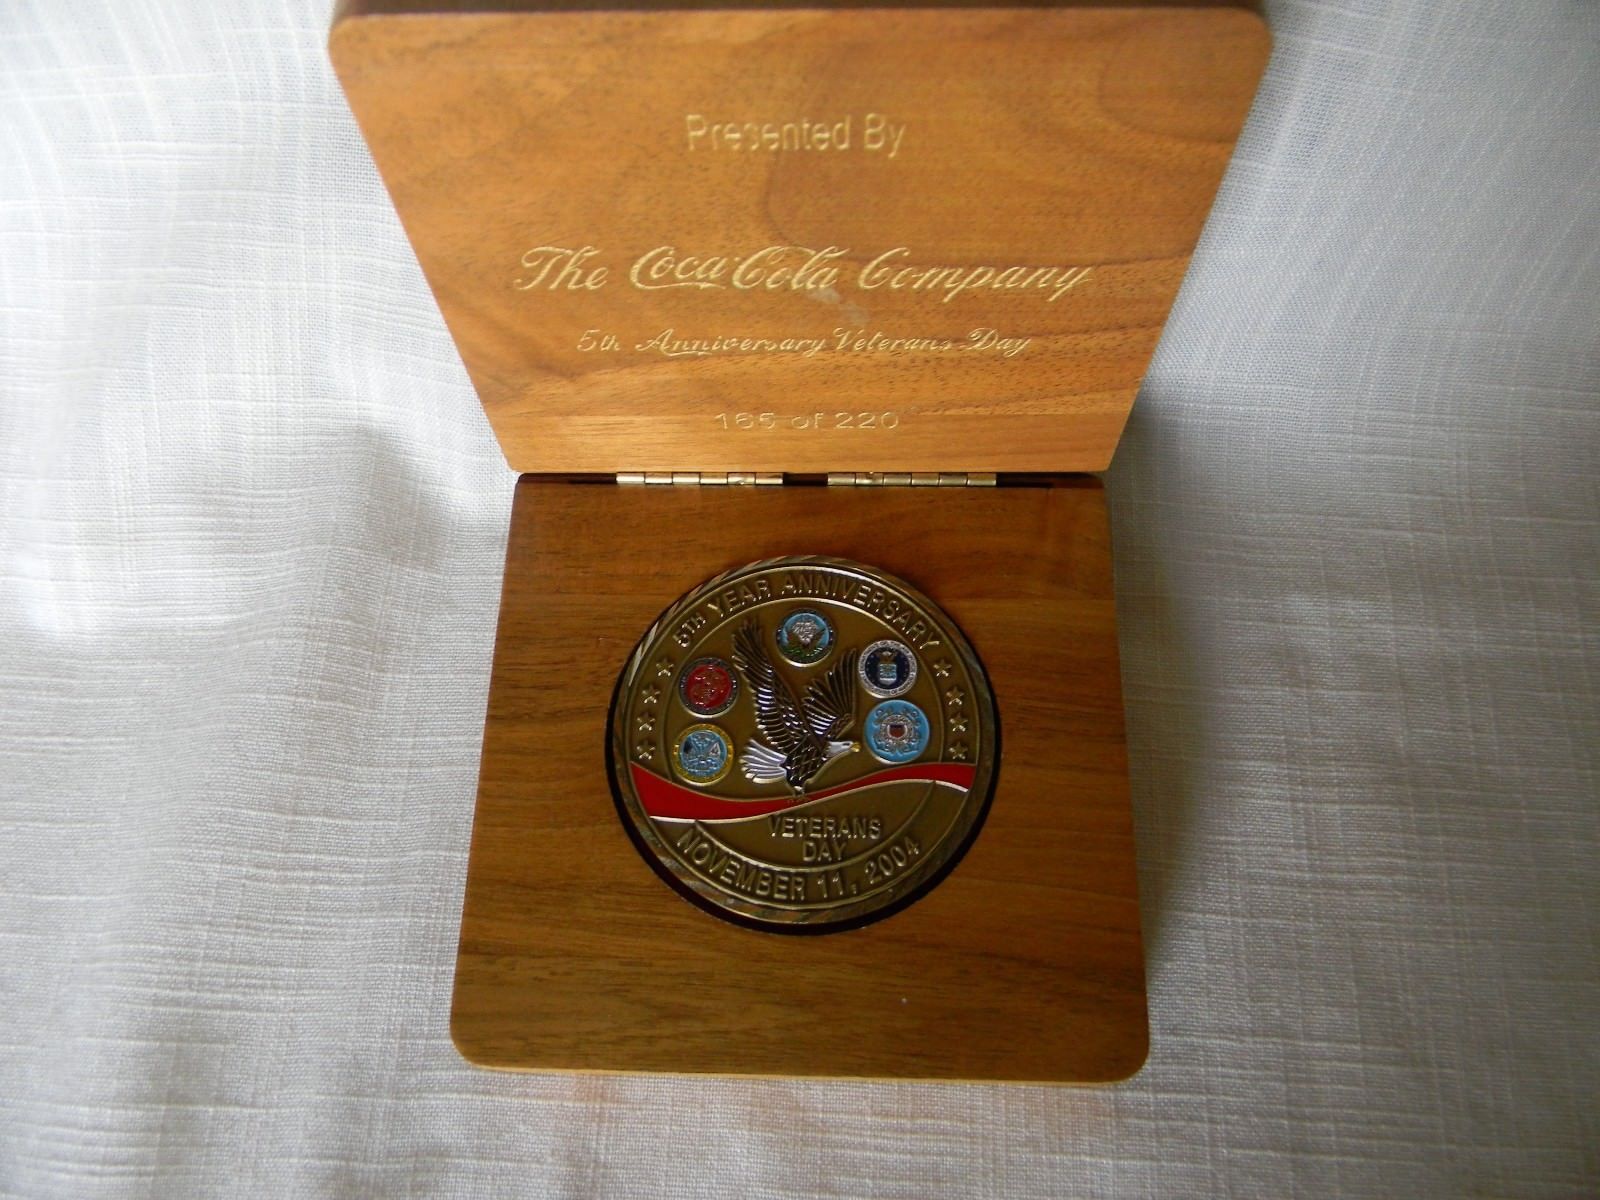 Presented By
The Coca-Cola Company
5th Anniversary Veterans Day
165 of 220
5TH YEAR ANNIVERSARY
VETERANS
DAY
NOVEMBER 11, 2004